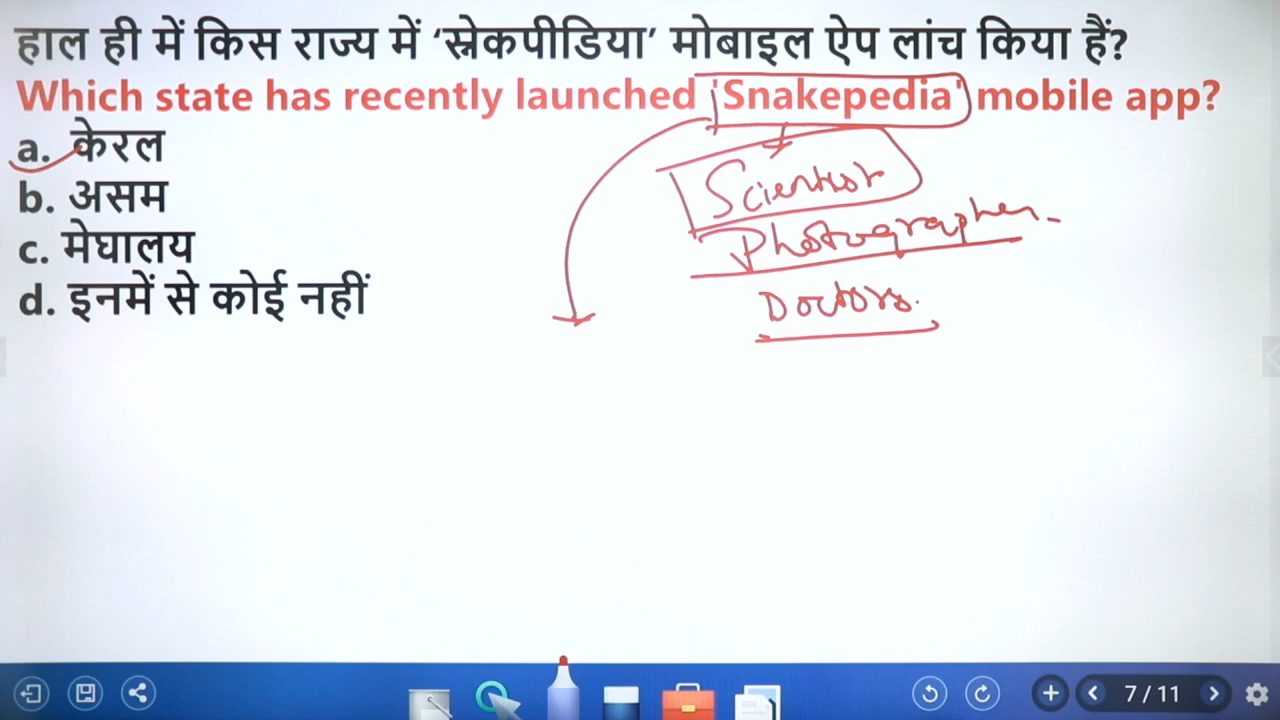 हाल ही में किस राज्य में ‘स्नेकपीडिया’ मोबाइल ऐप लांच किया हैं?
Which state has recently launched 'Snakepedia' mobile app?
a. केरल
b. असम
c. मेघालय
d. इनमें से कोई नहीं
Scientist
Photographer
Doctors.
7 / 11